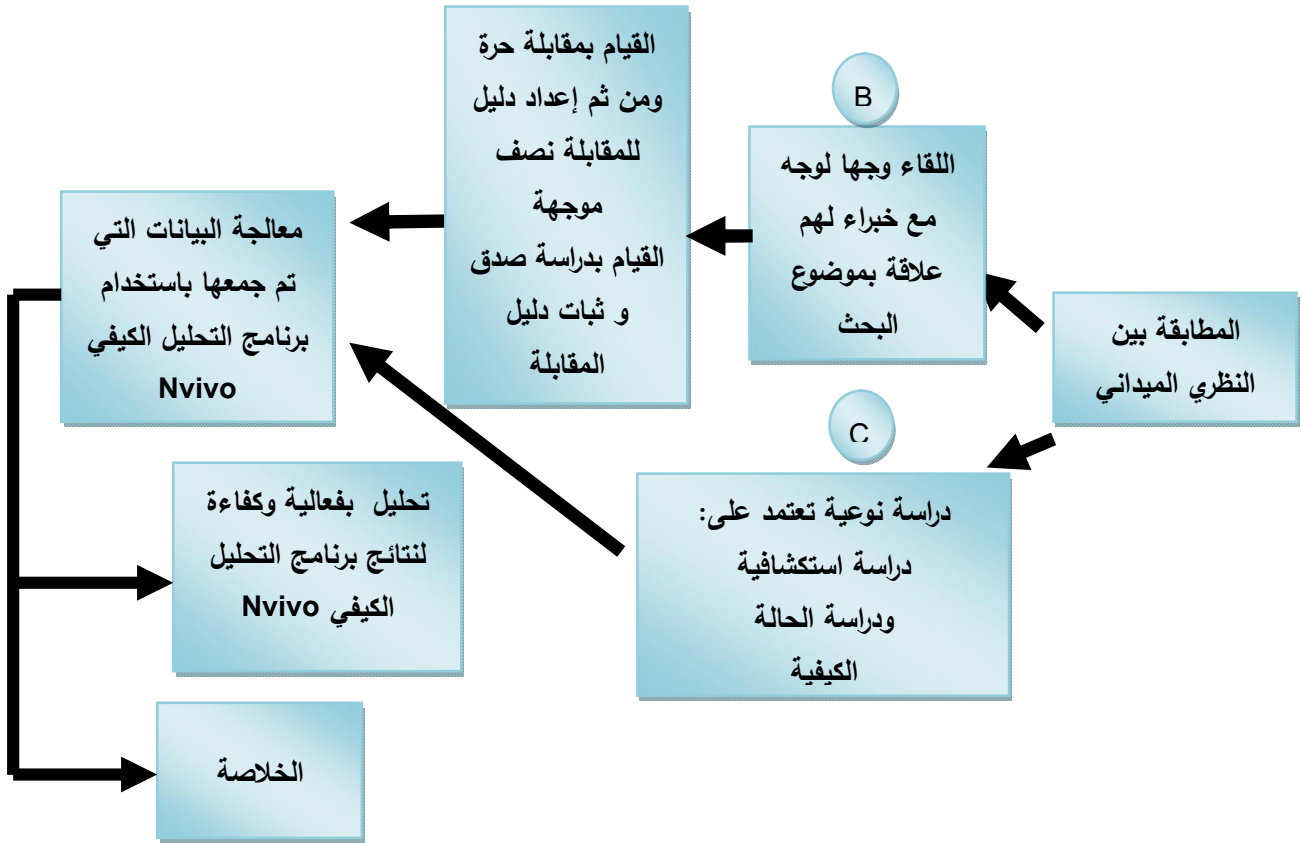 المطابقة بين
النظري الميداني
B
اللقاء وجها لوجه
مع خبراء لهم
علاقة بموضوع
البحث
القيام بمقابلة حرة
ومن ثم إعداد دليل
للمقابلة نصف
موجهة
القيام بدراسة صدق
و ثبات دليل
المقابلة
C
دراسة نوعية تعتمد على:
دراسة استكشافية
ودراسة الحالة
الكيفية
معالجة البيانات التي
تم جمعها باستخدام
برنامج التحليل الكيفي
Nvivo
تحليل بفعالية وكفاءة
لنتائج برنامج التحليل
الكيفي Nvivo
الخلاصة